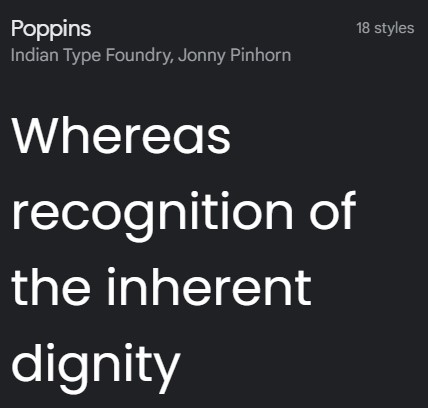 Poppins
18 styles
Indian Type Foundry, Jonny Pinhorn
Whereas
recognition of
the inherent
dignity